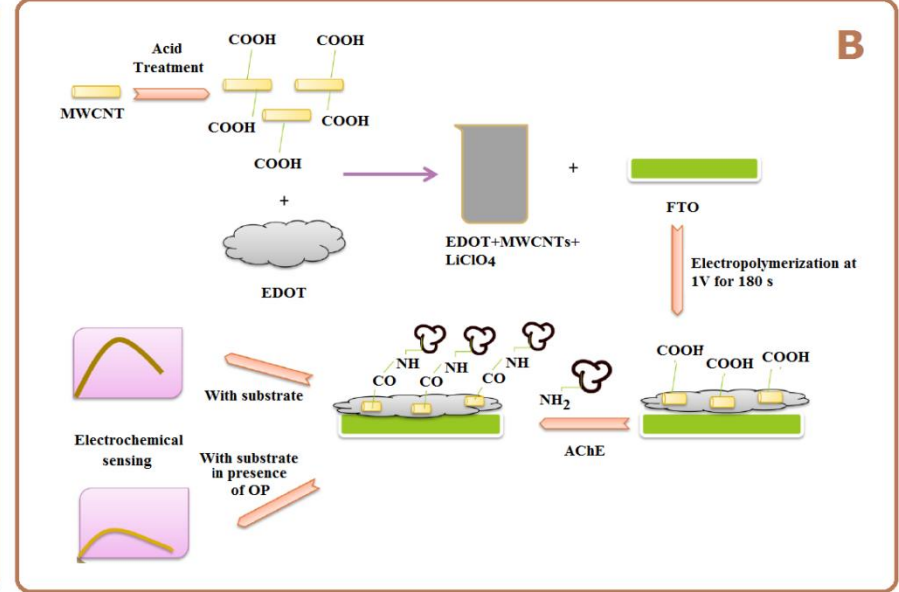 B
Acid
Treatment
MWCNT
COOH
COOH
COOH
COOH
COOH
+
EDOT
EDOT+MWCNTs+
LiClO4
+
FTO
Electropolymerization at
1V for 180 s
COOH
COOH
COOH
NH2
AChE
NH
NH
NH
CO
CO
CO
With substrate
Electrochemical
sensing
With substrate
in presence
of OP